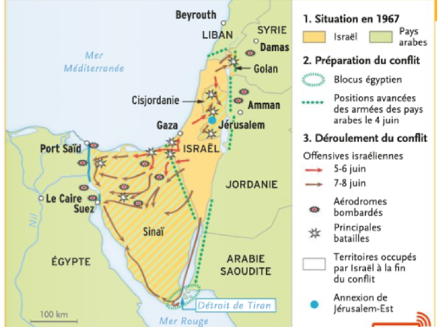 Beyrouth
LIBAN
SYRIE
Damas
Golan
Mer
Méditerranée
Cisjordanie
Amman
Gaza
Jérusalem
Port Saïd
ISRAËL
JORDANIE
Le Caire
Suez
Nil
Sinaï
ÉGYPTE
ARABIE
SAOUDITE
100 km
Détroit de Tiran
Mer Rouge
1. Situation en 1967
Israël
Pays
arabes
2. Préparation du conflit
Blocus égyptien
Positions avancées
des armées des pays
arabes le 4 juin
3. Déroulement du conflit
Offensives israéliennes
5-6 juin
7-8 juin
Aérodromes
bombardés
Principales
batailles
Territoires occupés
par Israël à la fin
du conflit
Annexion de
Jérusalem-Est